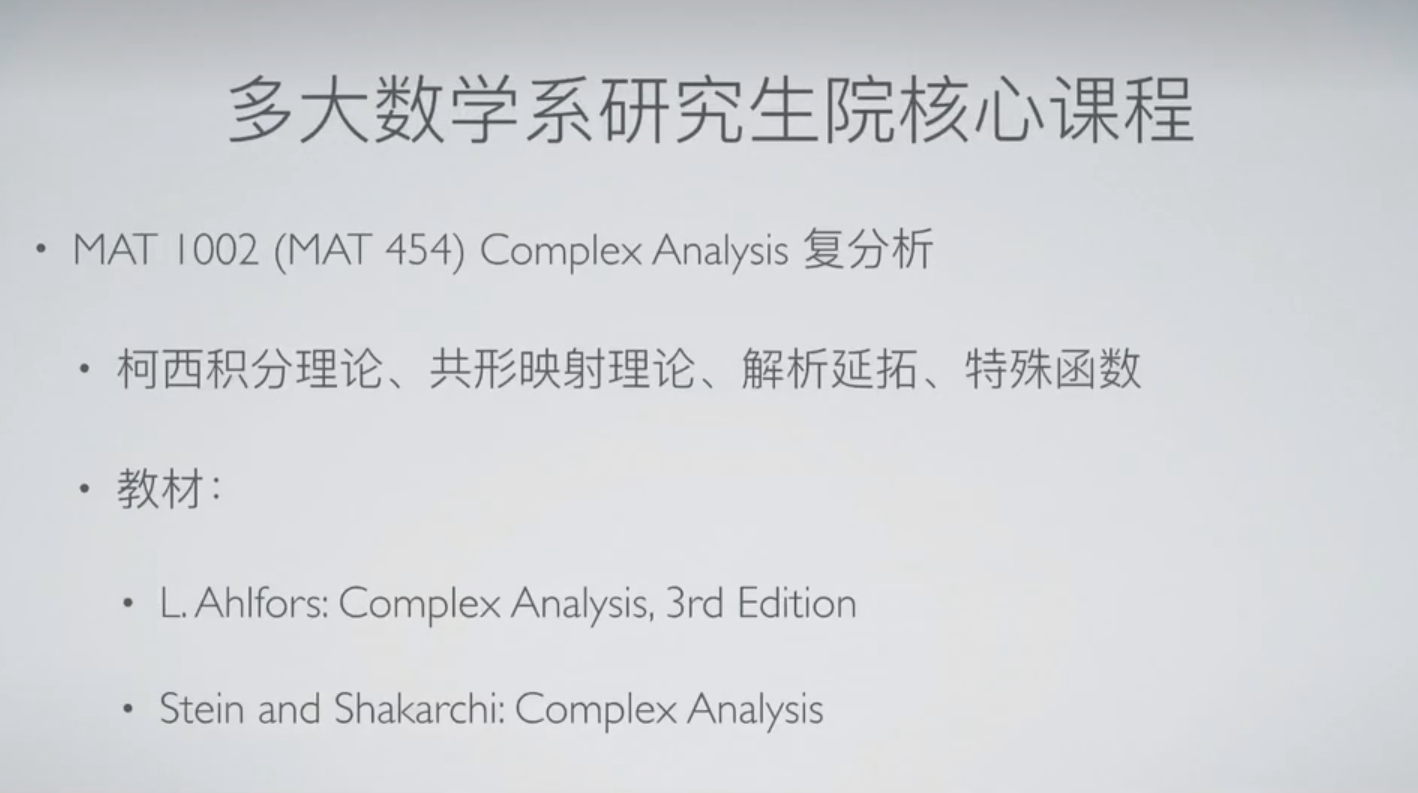 多大数学系研究生院核心课程
• MAT 1002 (MAT 454) Complex Analysis 复分析
• 柯西积分理论、共形映射理论、解析延拓、特殊函数
• 教材：
• L. Ahlfors: Complex Analysis, 3rd Edition
• Stein and Shakarchi: Complex Analysis